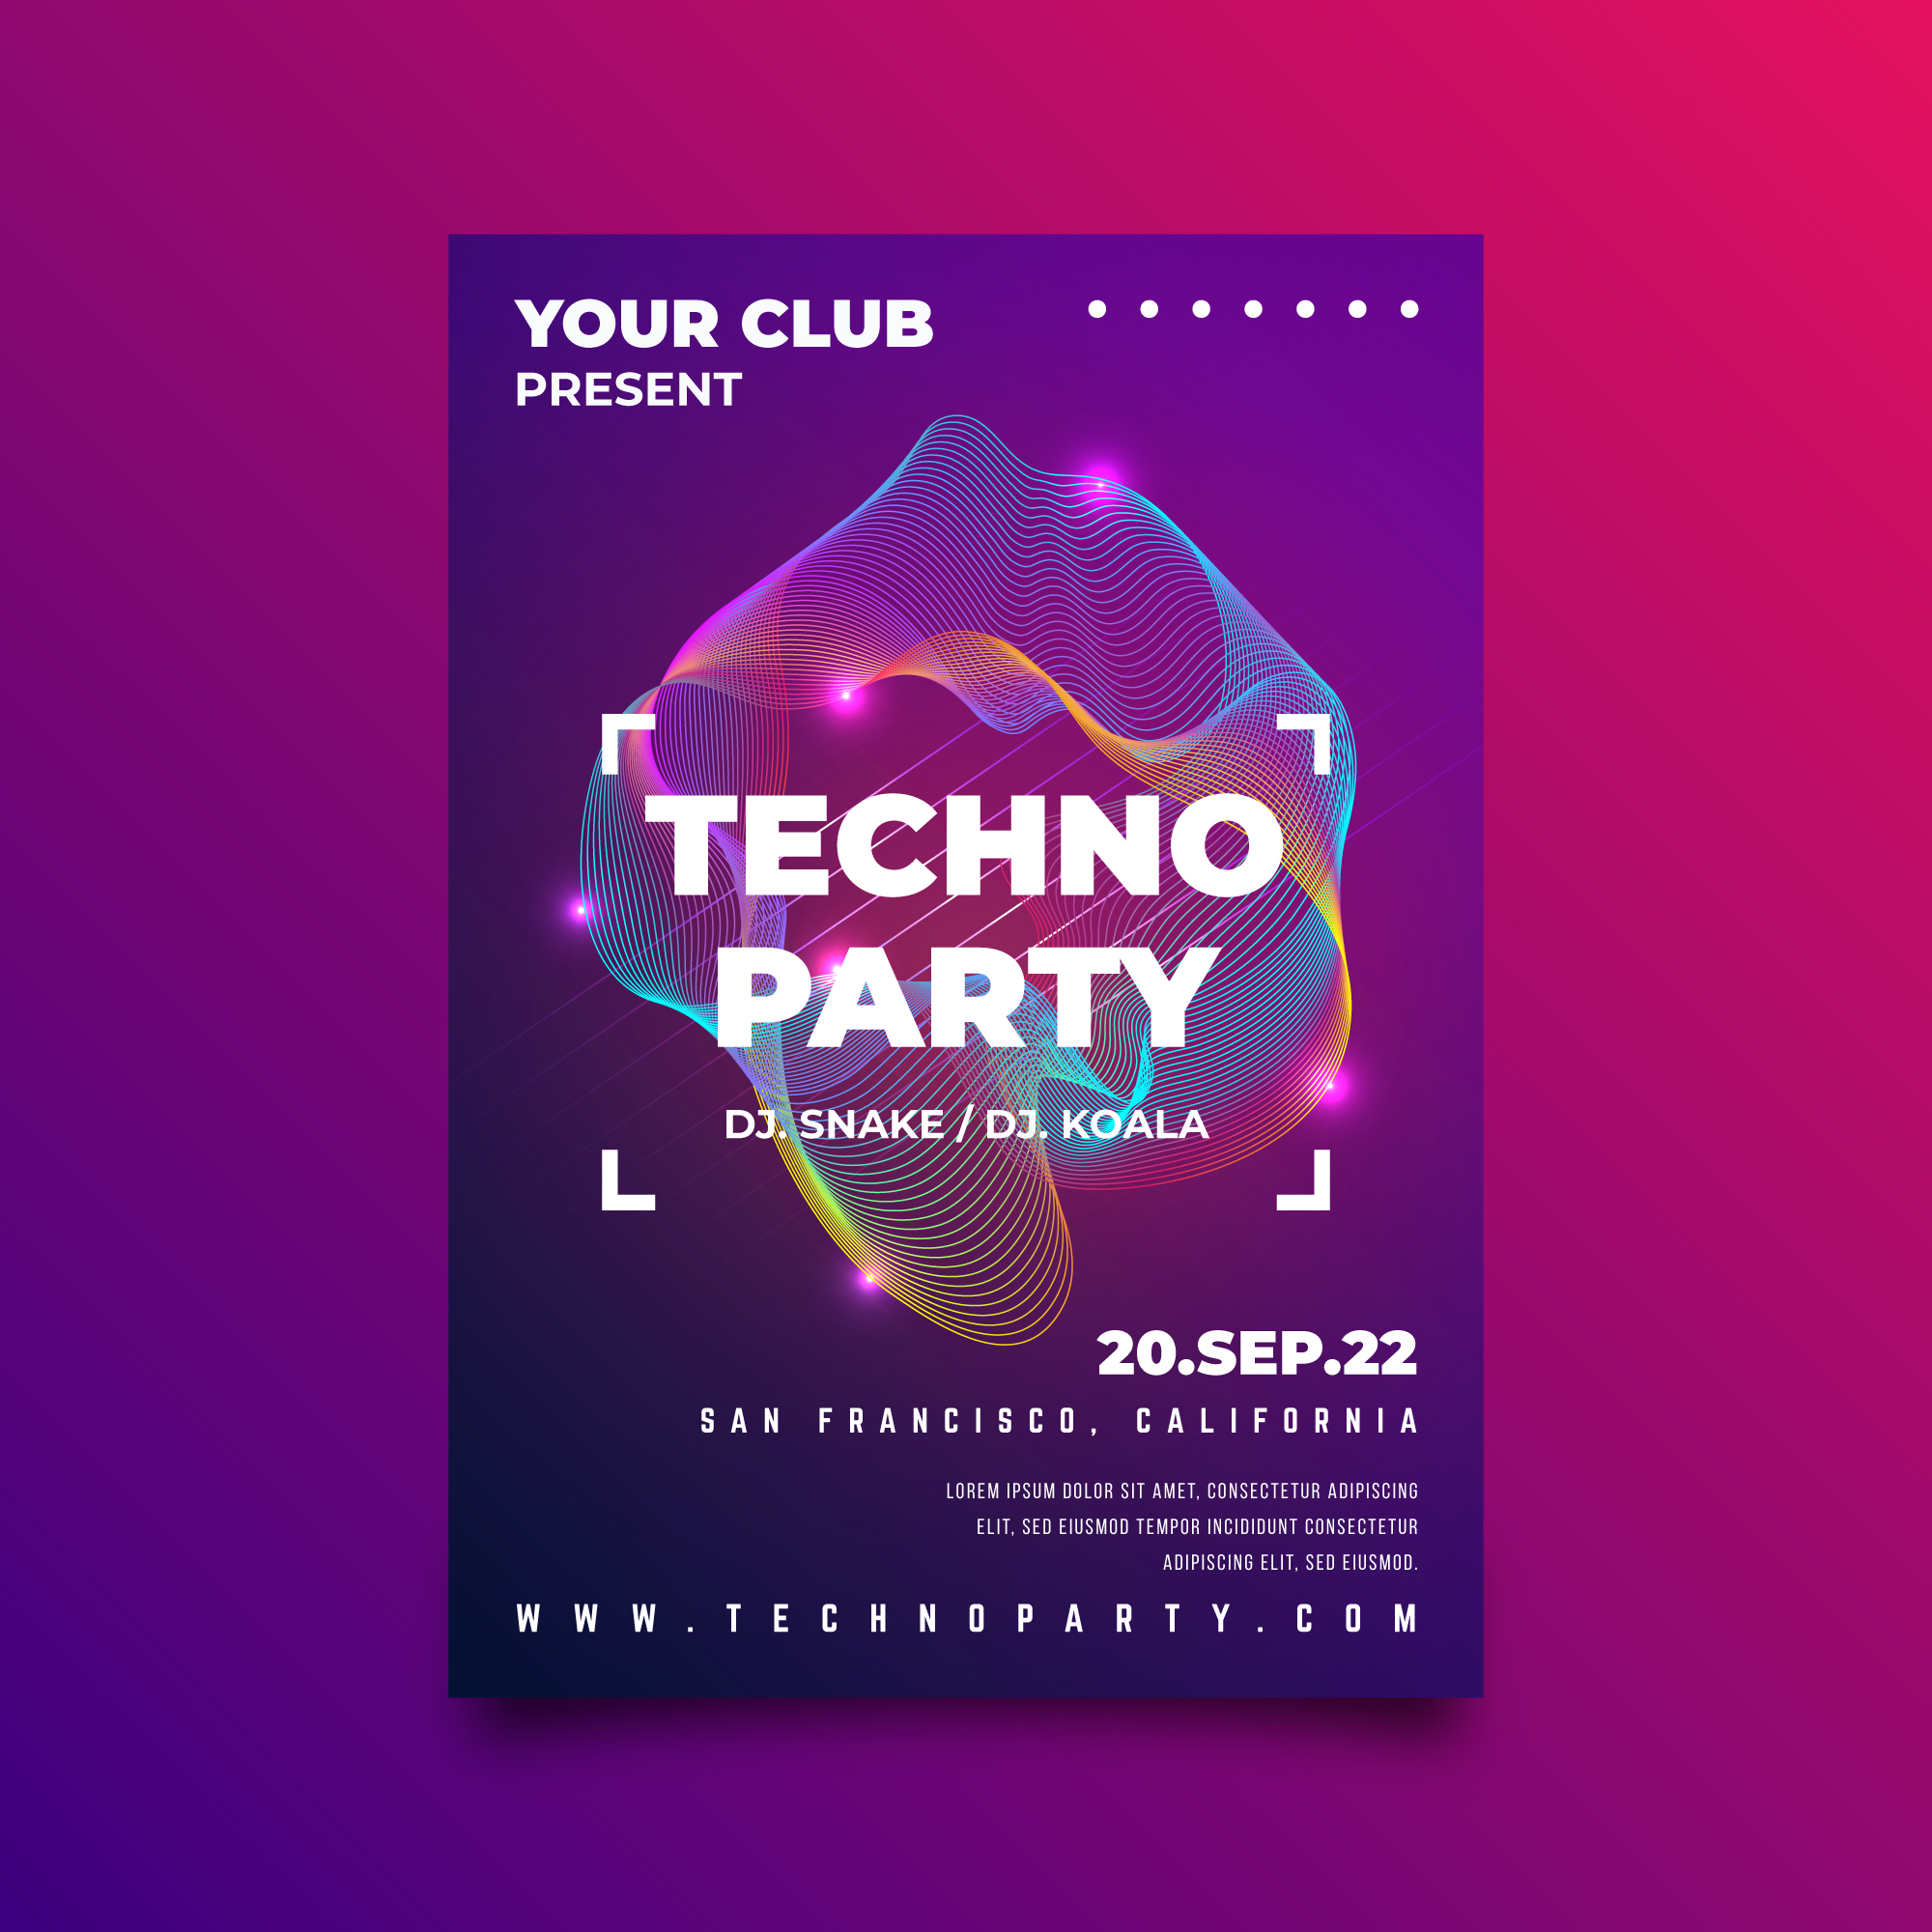 YOUR CLUB
PRESENT
TECHNO
PARTY
DJ. SNAKE / DJ. KOALA
20.SEP.22
SAN FRANCISCO, CALIFORNIA
LOREM IPSUM DOLOR SIT AMET, CONSECTETUR ADIPISCING
ELIT, SED EIUSMOD TEMPOR INCIDIDUNT CONSECTETUR
ADIPISCING ELIT, SED EIUSMOD.
WWW.TECHNOPARTY.COM